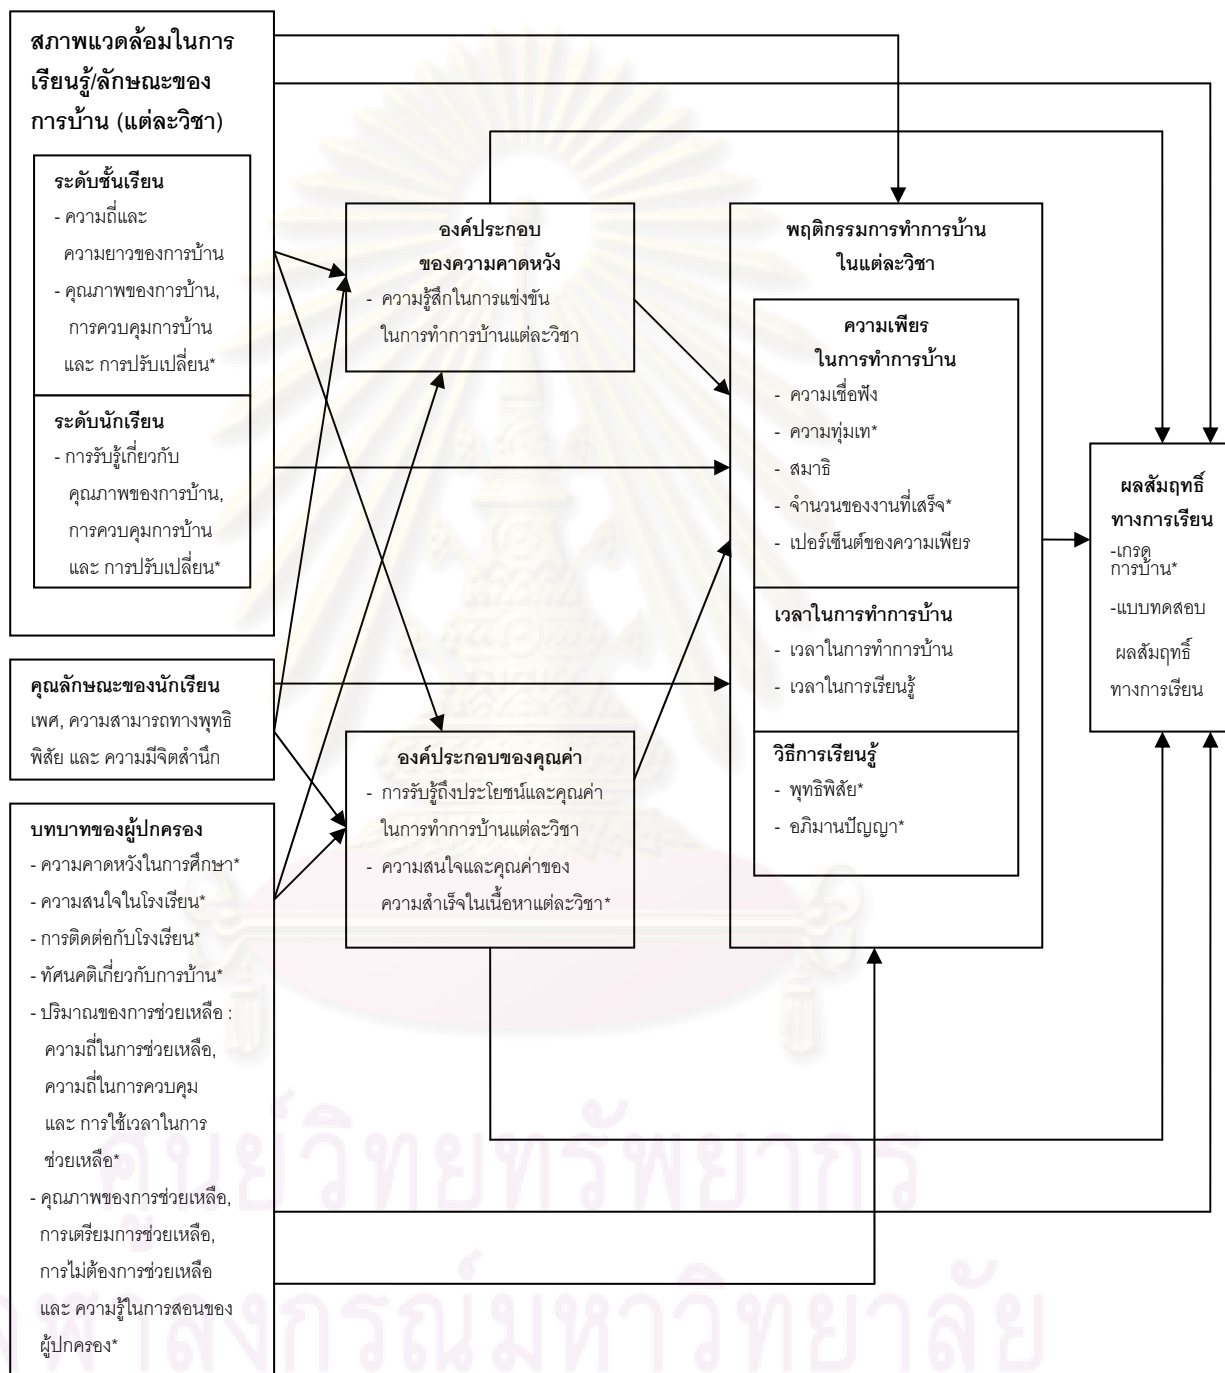 สภาพแวดล้อมในการ
เรียนรู้/ลักษณะของ
การบ้าน (แต่ละวิชา)
ระดับชั้นเรียน
- ความถี่และ
ความยาวของการบ้าน
- คุณภาพของการบ้าน,
การควบคุมการบ้าน
และ การปรับเปลี่ยน*
ระดับนักเรียน
- การรับรู้เกี่ยวกับ
คุณภาพของการบ้าน,
การควบคุมการบ้าน
และ การปรับเปลี่ยน*
คุณลักษณะของนักเรียน
เพศ, ความสามารถทางพุทธิ
พิสัย และ ความมีจิตสำนึก
บทบาทของผู้ปกครอง
- ความคาดหวังในการศึกษา*
- ความสนใจในโรงเรียน*
- การติดต่อกับโรงเรียน*
- ทัศนคติเกี่ยวกับการบ้าน*
- ปริมาณของการช่วยเหลือ :
ความถี่ในการช่วยเหลือ,
ความถี่ในการควบคุม
และ การใช้เวลาในการ
ช่วยเหลือ*
- คุณภาพของการช่วยเหลือ,
การเตรียมการช่วยเหลือ,
การไม่ต้องการช่วยเหลือ
และ ความรู้ในการสอนของ
ผู้ปกครอง*
องค์ประกอบ
ของความคาดหวัง
- ความรู้สึกในการแข่งขัน
ในการทำการบ้านแต่ละวิชา
องค์ประกอบของคุณค่า
- การรับรู้ถึงประโยชน์และคุณค่า
ในการทำการบ้านแต่ละวิชา
- ความสนใจและคุณค่าของ
ความสำเร็จในเนื้อหาแต่ละวิชา*
พฤติกรรมการทำการบ้าน
ในแต่ละวิชา
ความเพียร
ในการทำการบ้าน
- ความเชื่อฟัง
- ความทุ่มเท*
- สมาธิ
- จำนวนของงานที่เสร็จ*
- เปอร์เซ็นต์ของความเพียร
เวลาในการทำการบ้าน
- เวลาในการทำการบ้าน
- เวลาในการเรียนรู้
วิธีการเรียนรู้
- พุทธิพิสัย*
- อภิมานปัญญา*
ผลสัมฤทธิ์
ทางการเรียน
-เกรด
การบ้าน*
-แบบทดสอบ
ผลสัมฤทธิ์
ทางการเรียน
ศูนย์วิทยทรัพยากร
จุฬาลงกรณ์มหาวิทยาลัย